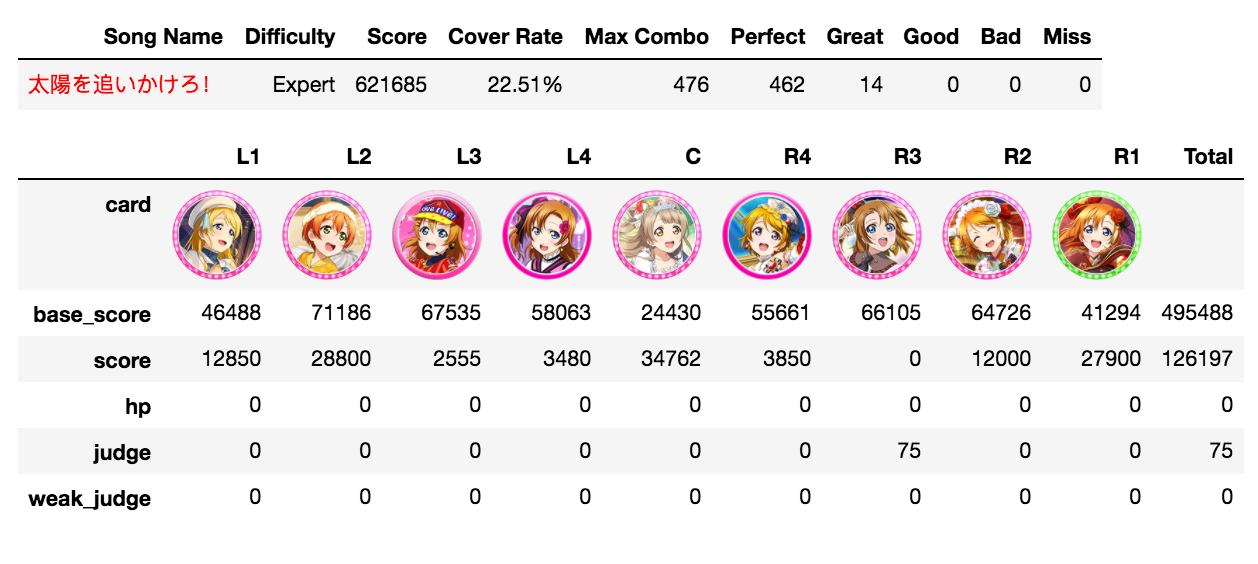 Song Name Difficulty Score Cover Rate Max Combo Perfect Great Good Bad Miss
太陽を追いかけろ! Expert 621685 22.51% 476 462 14 0 0 0
L1 L2 L3 L4 C R4 R3 R2 R1 Total
card
base_score 46488 71186 67535 58063 24430 55661 66105 64726 41294 495488
score 12850 28800 2555 3480 34762 3850 0 12000 27900 126197
hp 0 0 0 0 0 0 0 0 0 0
judge 0 0 0 0 0 0 75 0 0 75
weak_judge 0 0 0 0 0 0 0 0 0 0